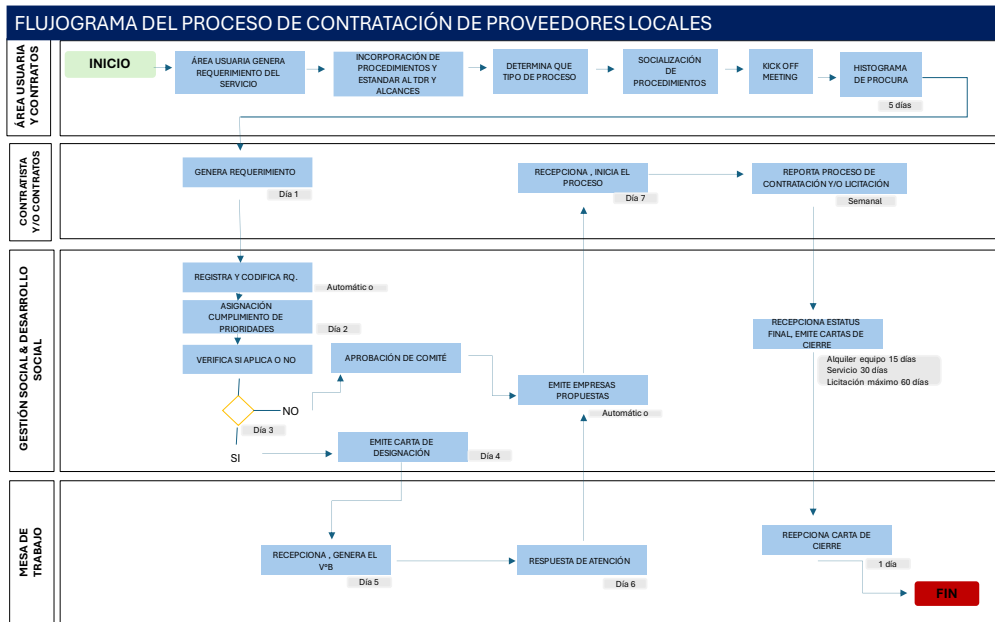 FLUJOGRAMA DEL PROCESO DE CONTRATACIÓN DE PROVEEDORES LOCALES
ÁREA USUARIA
Y CONTRATOS
INICIO
ÁREA USUARIA GENERA
REQUERIMIENTO DEL
SERVICIO
INCORPORACIÓN DE
PROCEDIMIENTOS Y
ESTANDAR AL TDR Y
ALCANCES
DETERMINA QUE
TIPO DE PROCESO
SOCIALIZACIÓN
DE
PROCEDIMIENTOS
KICK OFF
MEETING
HISTOGRAMA
DE PROCURA
5 días
CONTRATISTA
Y/O CONTRATOS
GENERA REQUERIMIENTO
Día 1
RECEPCIONA , INICIA EL
PROCESO
Día 7
REPORTA PROCESO DE
CONTRATACIÓN Y/O LICITACIÓN
Semanal
GESTIÓN SOCIAL & DESARROLLO
SOCIAL
REGISTRA Y CODIFICA RQ.
Automátic o
ASIGNACIÓN
CUMPLIMIENTO DE
PRIORIDADES
Día 2
VERIFICA SI APLICA O NO
NO
Día 3
SI
APROBACIÓN DE COMITÉ
EMITE CARTA DE
DESIGNACIÓN
Día 4
EMITE EMPRESAS
PROPUESTAS
Automátic o
RECEPCIONA ESTATUS
FINAL, EMITE CARTAS DE
CIERRE
Alquiler equipo 15 días
Servicio 30 días
Licitación máximo 60 días
MESA DE
TRABAJO
RECEPCIONA , GENERA EL
V°B
Día 5
RESPUESTA DE ATENCIÓN
Día 6
REEPCIONA CARTA DE
CIERRE
1 día
FIN